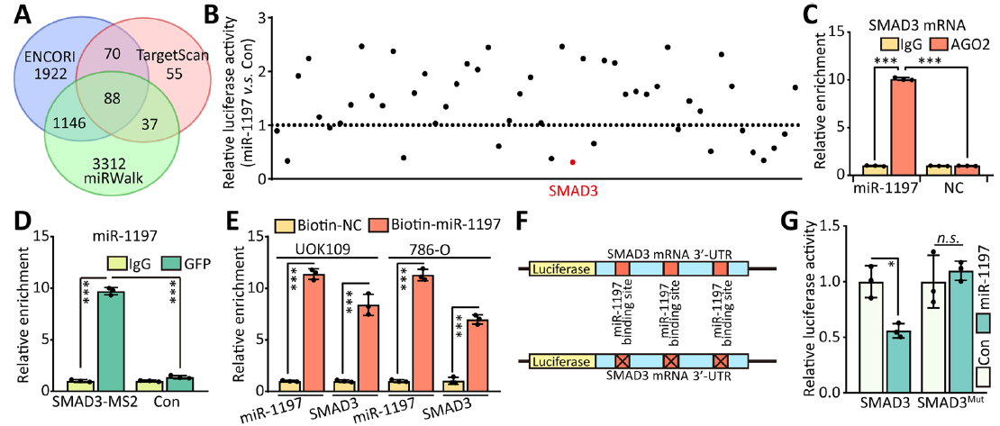 A
ENCORI
1922
70
TargetScan
55
88
1146
37
3312
miRWalk
B
Relative luciferase activity
(miR-1197 v.s. Con)
3
2
1
0
SMAD3
C
SMAD3 mRNA
IgG
AGO2
Relative enrichment
15
10
5
0
***
***
miR-1197
NC
D
miR-1197
IgG
GFP
Relative enrichment
15
10
5
0
***
***
SMAD3-MS2
Con
E
Biotin-NC
Biotin-miR-1197
UOK109
786-O
Relative enrichment
15
10
5
0
***
***
***
***
miR-1197
SMAD3
miR-1197
SMAD3
F
SMAD3 mRNA 3’-UTR
Luciferase
miR-1197
binding site
miR-1197
binding site
miR-1197
binding site
Luciferase
SMAD3 mRNA 3’-UTR
G
Relative luciferase activity
1.5
1.0
0.5
0.0
*
n.s.
SMAD3
SMAD3Mut
Con
miR-1197